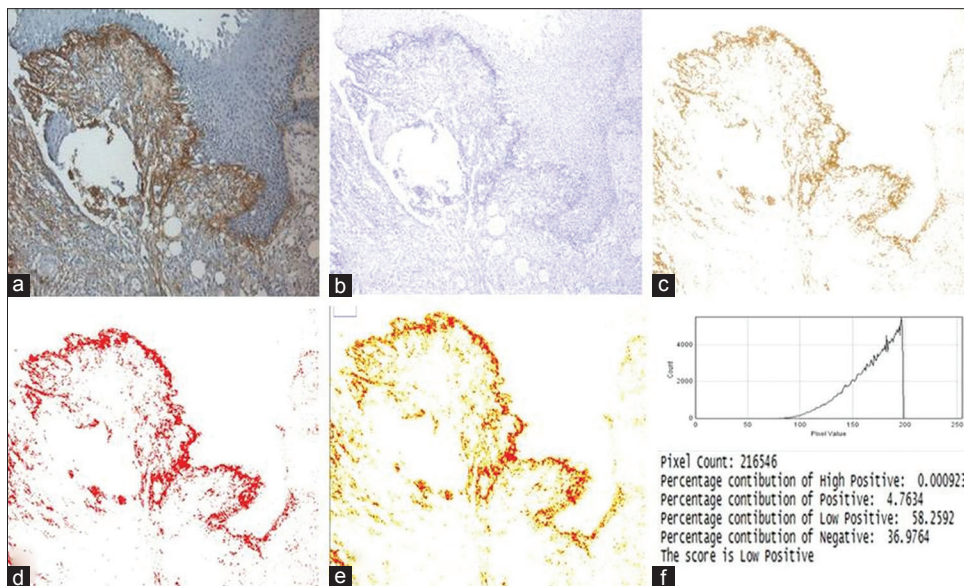 a
b
c
d
e
4000
2000
0
Count
0
50
100
150
200
250
Pixel Value
Pixel Count: 216546
Percentage contibution of High Positive: 0.000923
Percentage contibution of Positive: 4.7634
Percentage contibution of Low Positive: 58.2592
Percentage contibution of Negative: 36.9764
The score is Low Positive
f